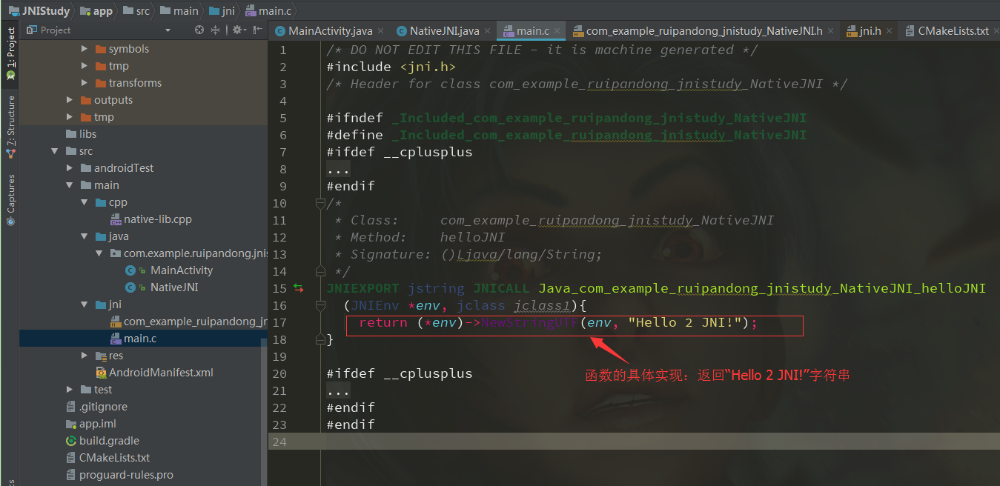 JNIStudy app src main jni main.c
Project
MainActivity.java NativeJNI.java main.c com_example_ruipandong_jnistudy_NativeJNI.h jni.h CMakeLists.txt
1: Project
7: Structure
Captures
symbols
tmp
transforms
outputs
tmp
libs
src
androidTest
main
cpp
native-lib.cpp
java
com.example.ruipandong.jnis
MainActivity
NativeJNI
jni
com_example_ruipandong_jr
main.c
res
AndroidManifest.xml
test
.gitignore
app.iml
build.gradle
CMakeLists.txt
proguard-rules.pro
1 /* DO NOT EDIT THIS FILE - it is machine generated */
2 #include <jni.h>
3 /* Header for class com_example_ruipandong_jnistudy_NativeJNI */
4
5 #ifndef _Included_com_example_ruipandong_jnistudy_NativeJNI
6 #define _Included_com_example_ruipandong_jnistudy_NativeJNI
7 #ifdef __cplusplus
8 ...
9 #endif
10 /*
11 * Class: com_example_ruipandong_jnistudy_NativeJNI
12 * Method: helloJNI
13 * Signature: ()Ljava/lang/String;
14 */
15 JNIEXPORT jstring JNICALL Java_com_example_ruipandong_jnistudy_NativeJNI_helloJNI
16 (JNIEnv *env, jclass jclass1){
17 return (*env)->NewStringUTF(env, "Hello 2 JNI!");
18 }
19
20 #ifdef __cplusplus
21 ...
22 #endif
23 #endif
24
函数的具体实现：返回“Hello 2 JNI!”字符串